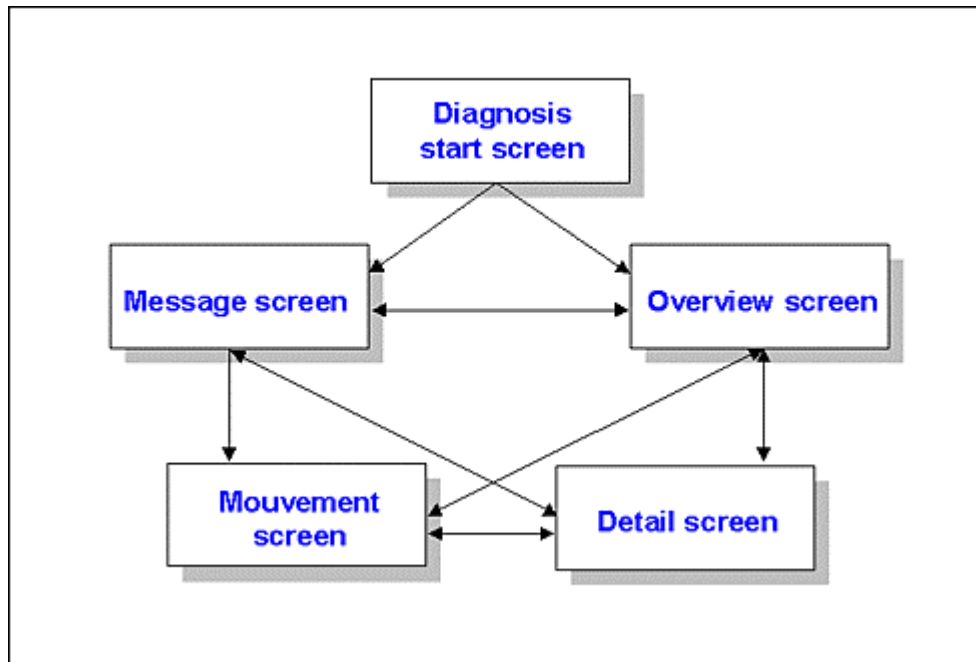 Diagnosis
start screen
Message screen
Overview screen
Mouvement
screen
Detail screen